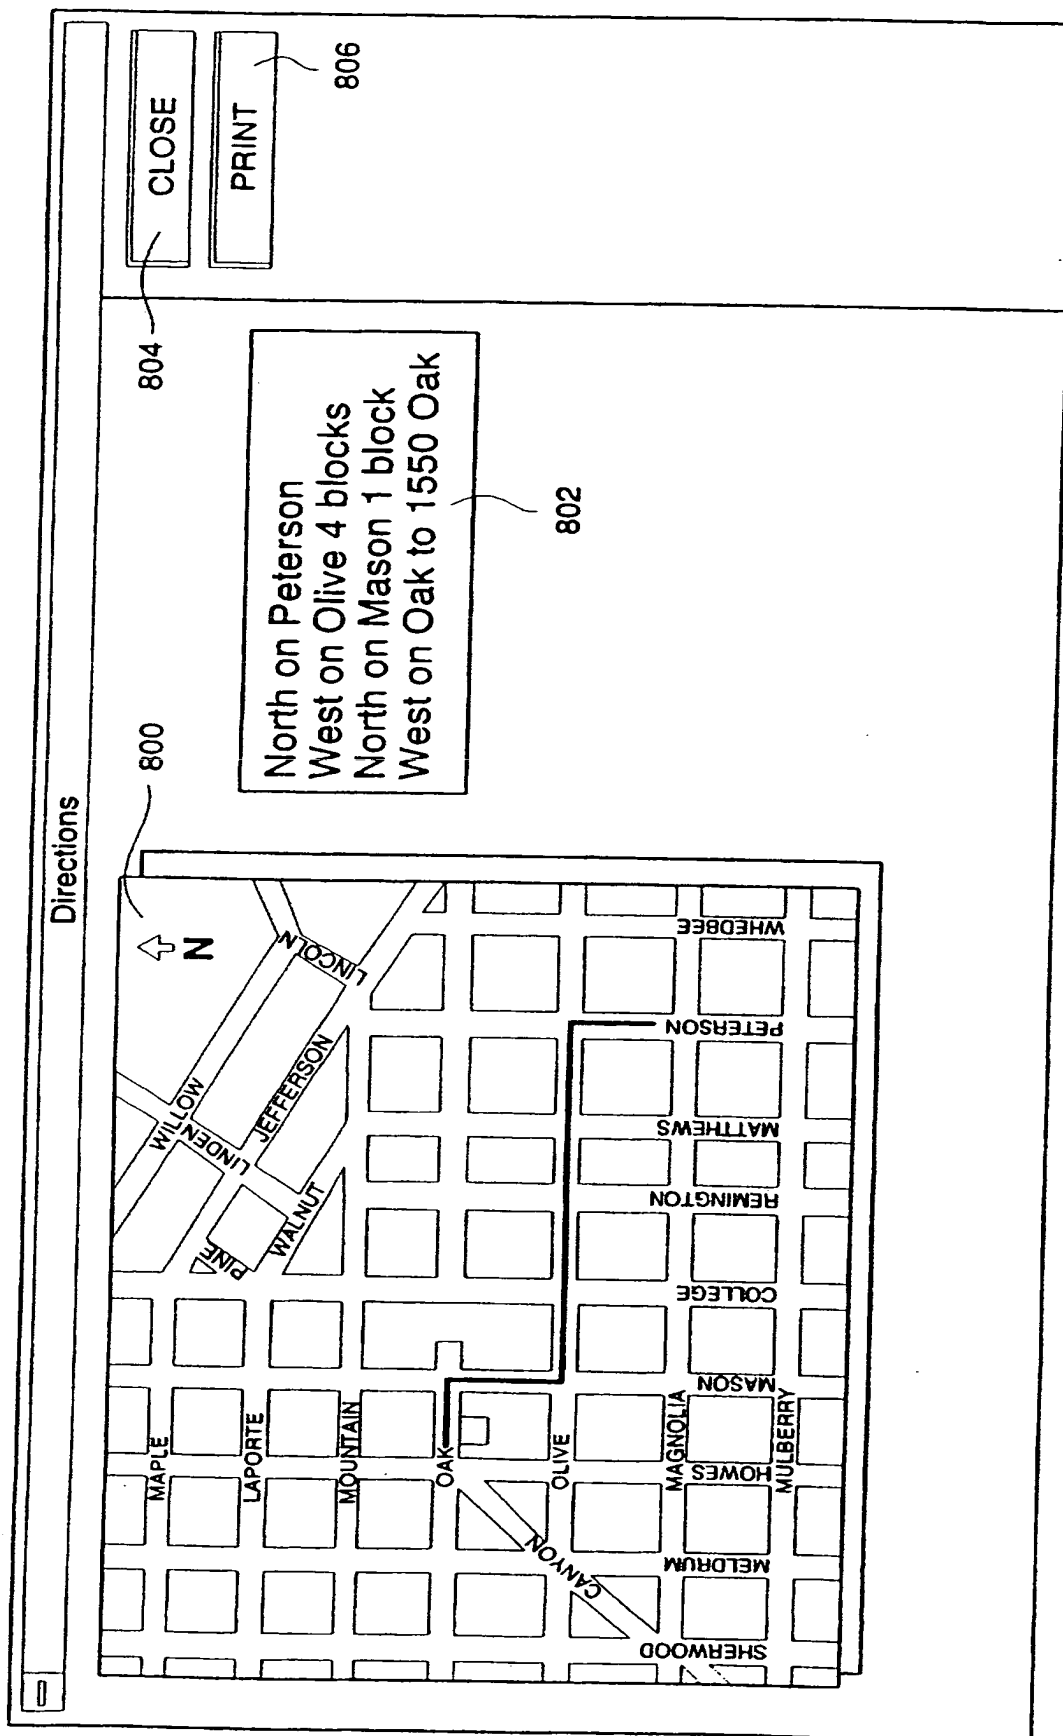 Directions
CLOSE
PRINT
804
806
800
N
WILLOW
LINCOLN
LINDEN
JEFFERSON
PINE
WALNUT
MAPLE
LAPORTE
MOUNTAIN
OAK
OLIVE
CANYON
MAGNOLIA
MULBERRY
SHERWOOD
MELDRUM
HOWES
MASON
COLLEGE
REMINGTON
MATTHEWS
PETERSON
WHEDBEE
North on Peterson
West on Olive 4 blocks
North on Mason 1 block
West on Oak to 1550 Oak
802